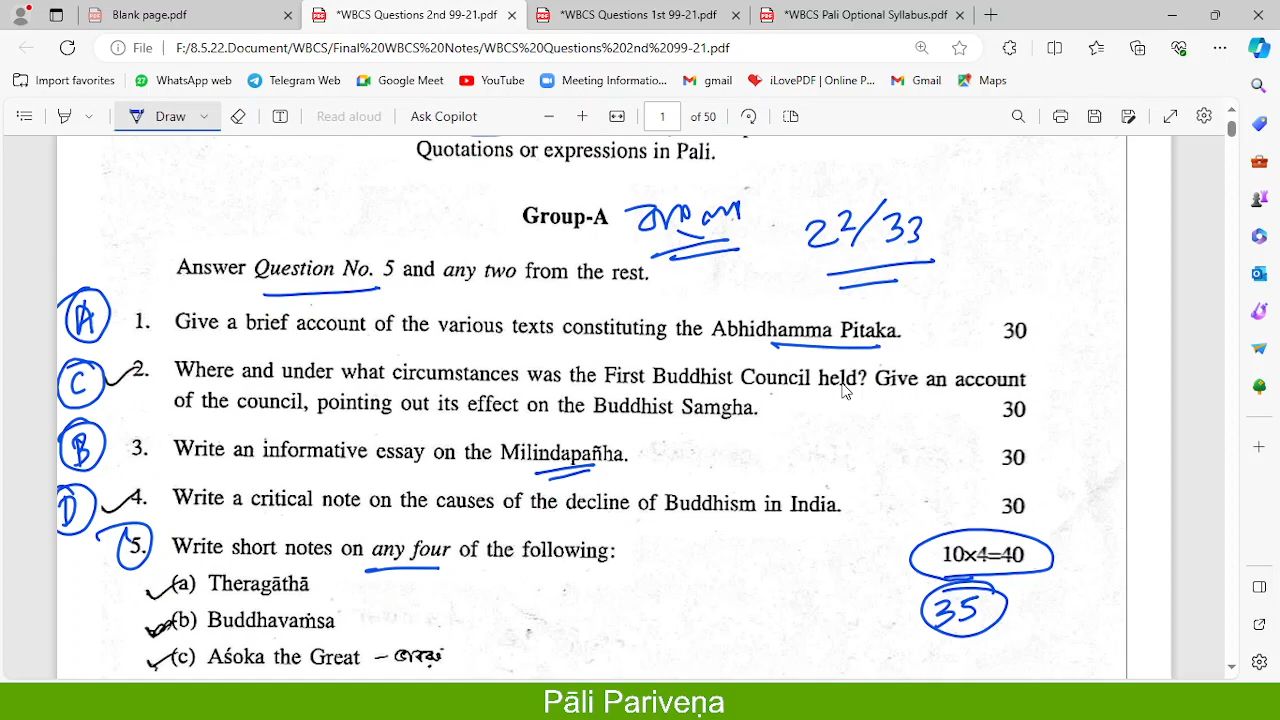 Blank page.pdf
*WBCS Questions 2nd 99-21.pdf
*WBCS Questions 1st 99-21.pdf
*WBCS Pali Optional Syllabus.pdf
File
F:/8.5.22.Document/WBCS/Final%20WBCS%20Notes/WBCS%20Questions%202nd%2099-21.pdf
Import favorites
WhatsApp web
Telegram Web
Google Meet
YouTube
Meeting Informatio...
gmail
iLovePDF | Online P...
Gmail
Maps
Draw
Read aloud
Ask Copilot
1
of 50
Quotations or expressions in Pali.
Group-A
22/33
Answer Question No. 5 and any two from the rest.
A 1. Give a brief account of the various texts constituting the Abhidhamma Pitaka. 30
C 2. Where and under what circumstances was the First Buddhist Council held? Give an account
of the council, pointing out its effect on the Buddhist Samgha. 30
B 3. Write an informative essay on the Milindapañha. 30
D 4. Write a critical note on the causes of the decline of Buddhism in India. 30
5. Write short notes on any four of the following: 10×4=40
(a) Theragāthā
35
(b) Buddhavaṁsa
(c) Aśoka the Great –
Pāli Pariveṇa